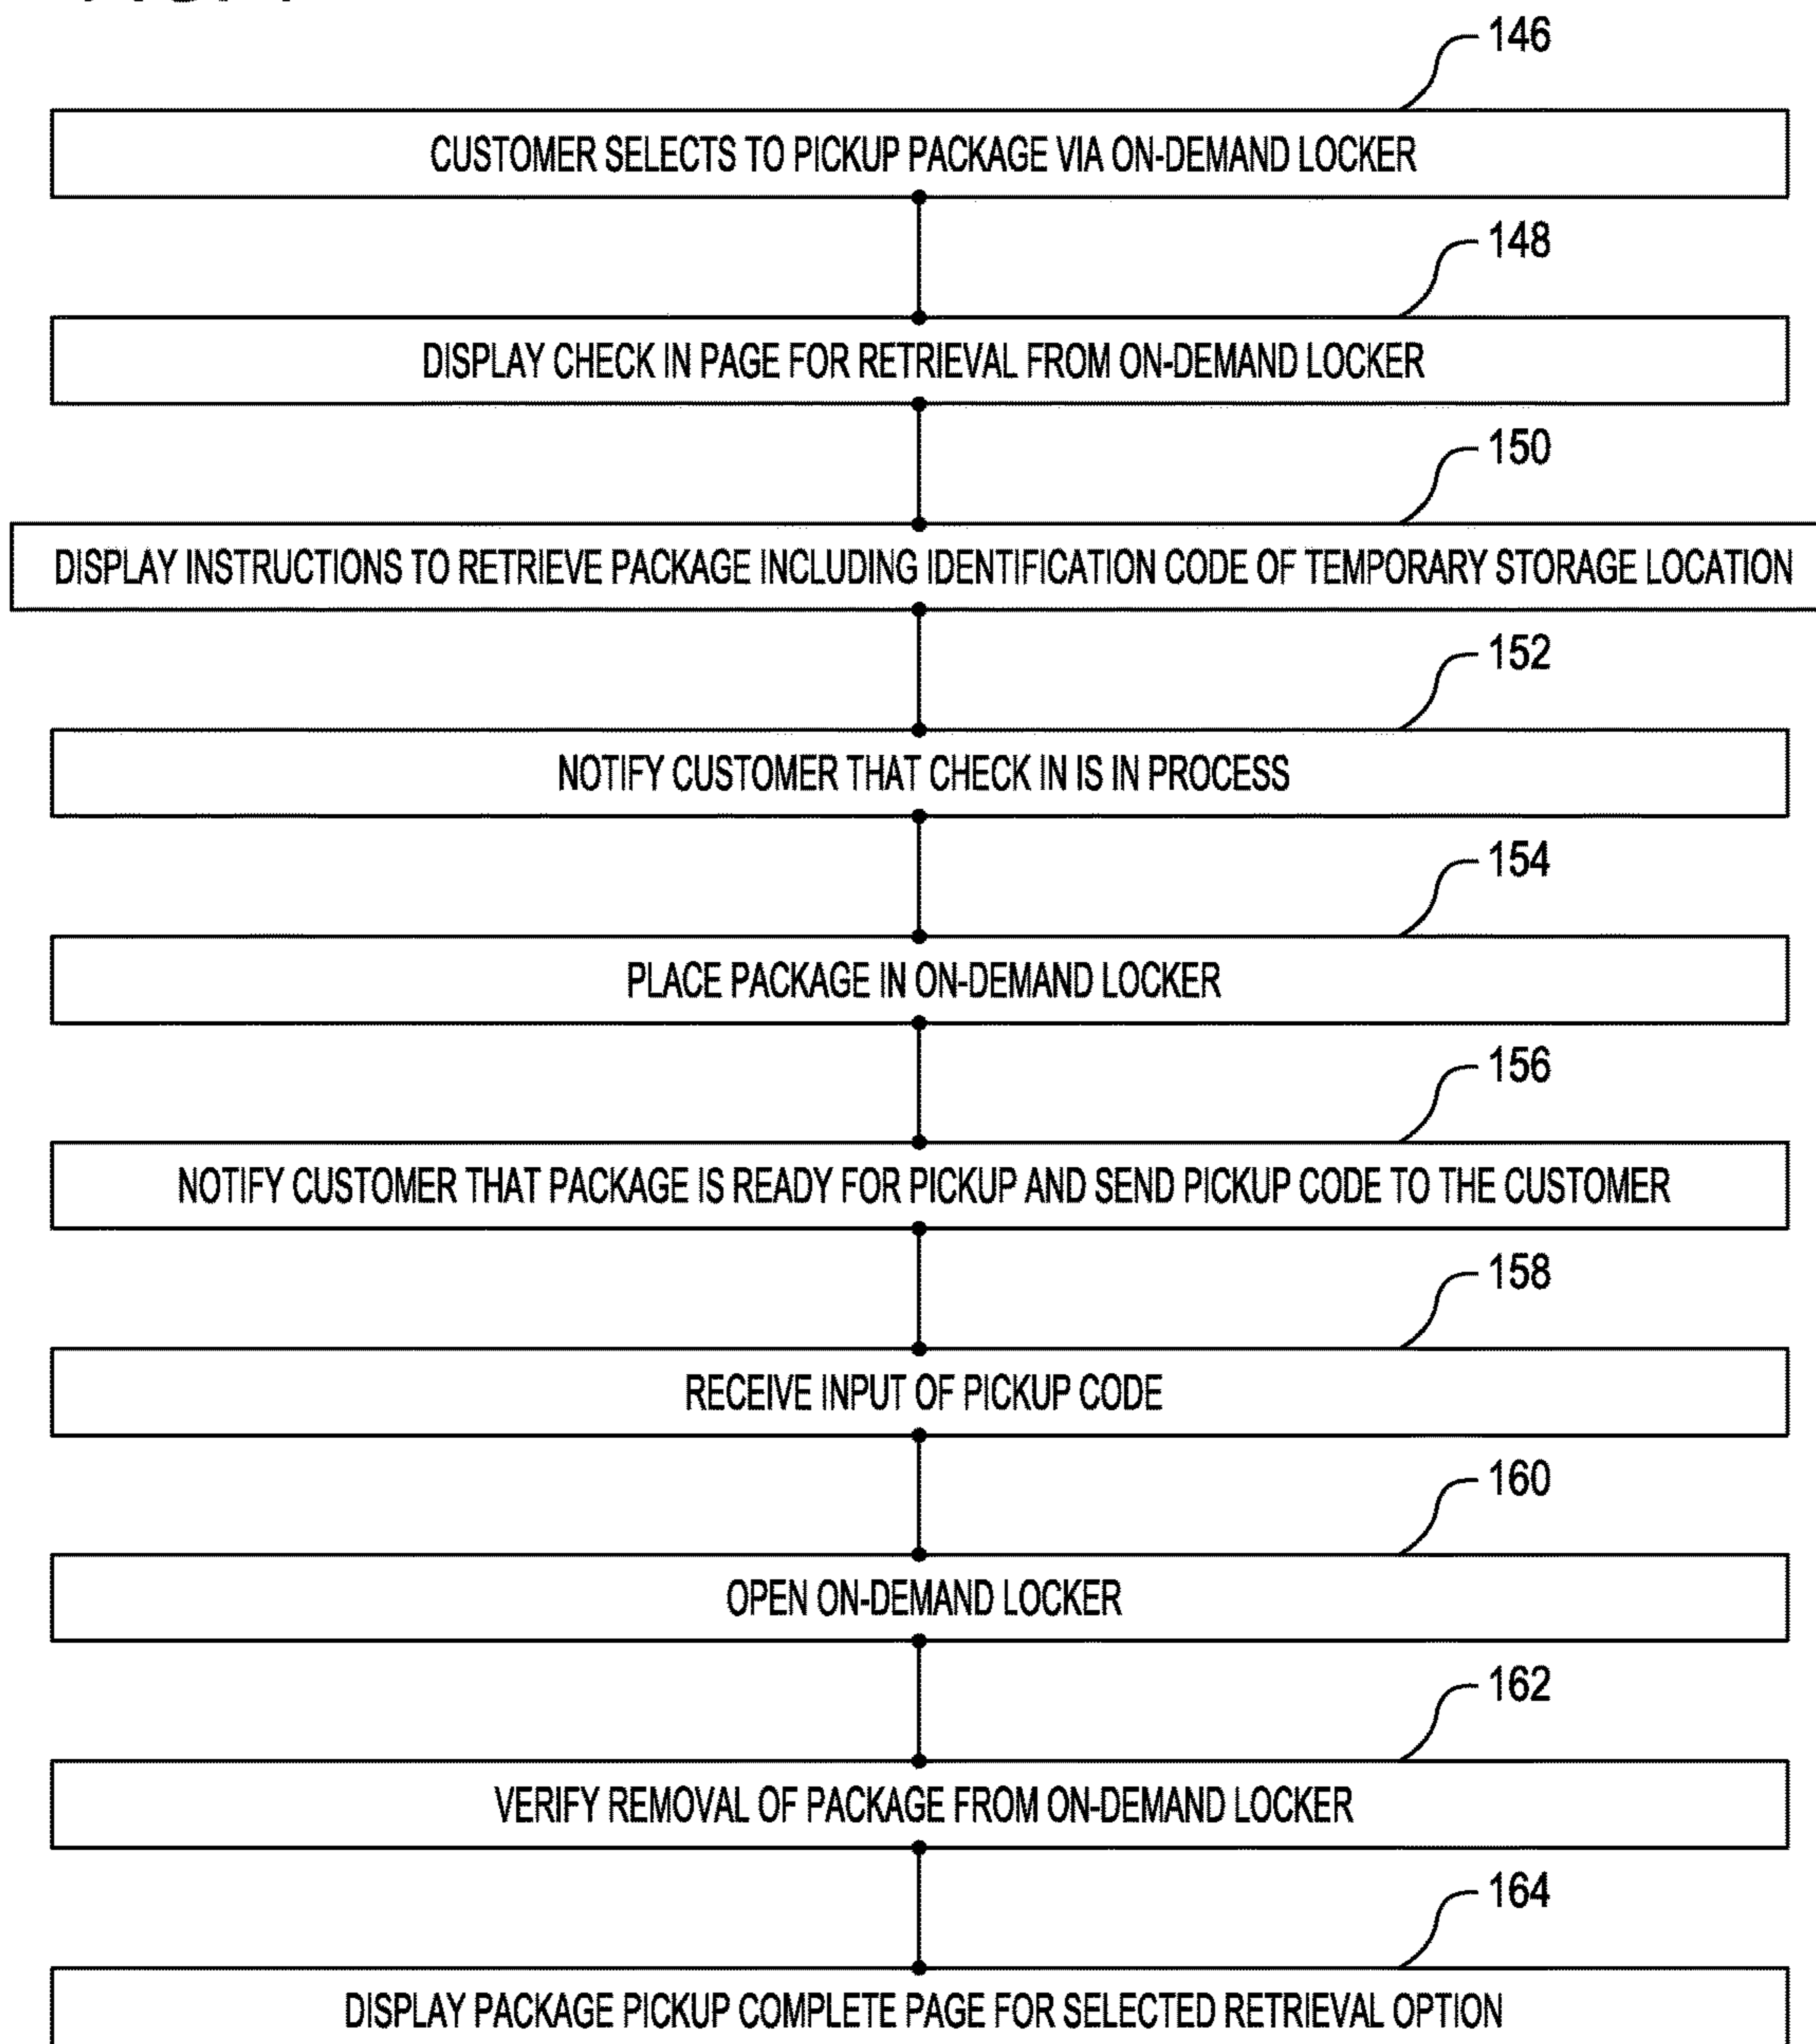 146
CUSTOMER SELECTS TO PICKUP PACKAGE VIA ON-DEMAND LOCKER
148
DISPLAY CHECK IN PAGE FOR RETRIEVAL FROM ON-DEMAND LOCKER
150
DISPLAY INSTRUCTIONS TO RETRIEVE PACKAGE INCLUDING IDENTIFICATION CODE OF TEMPORARY STORAGE LOCATION
152
NOTIFY CUSTOMER THAT CHECK IN IS IN PROCESS
154
PLACE PACKAGE IN ON-DEMAND LOCKER
156
NOTIFY CUSTOMER THAT PACKAGE IS READY FOR PICKUP AND SEND PICKUP CODE TO THE CUSTOMER
158
RECEIVE INPUT OF PICKUP CODE
160
OPEN ON-DEMAND LOCKER
162
VERIFY REMOVAL OF PACKAGE FROM ON-DEMAND LOCKER
164
DISPLAY PACKAGE PICKUP COMPLETE PAGE FOR SELECTED RETRIEVAL OPTION